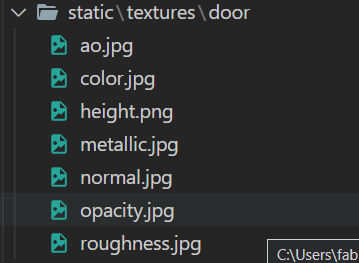 static\textures\door
ao.jpg
color.jpg
height.png
metallic.jpg
normal.jpg
opacity.jpg
roughness.jpg
C:\Users\fab